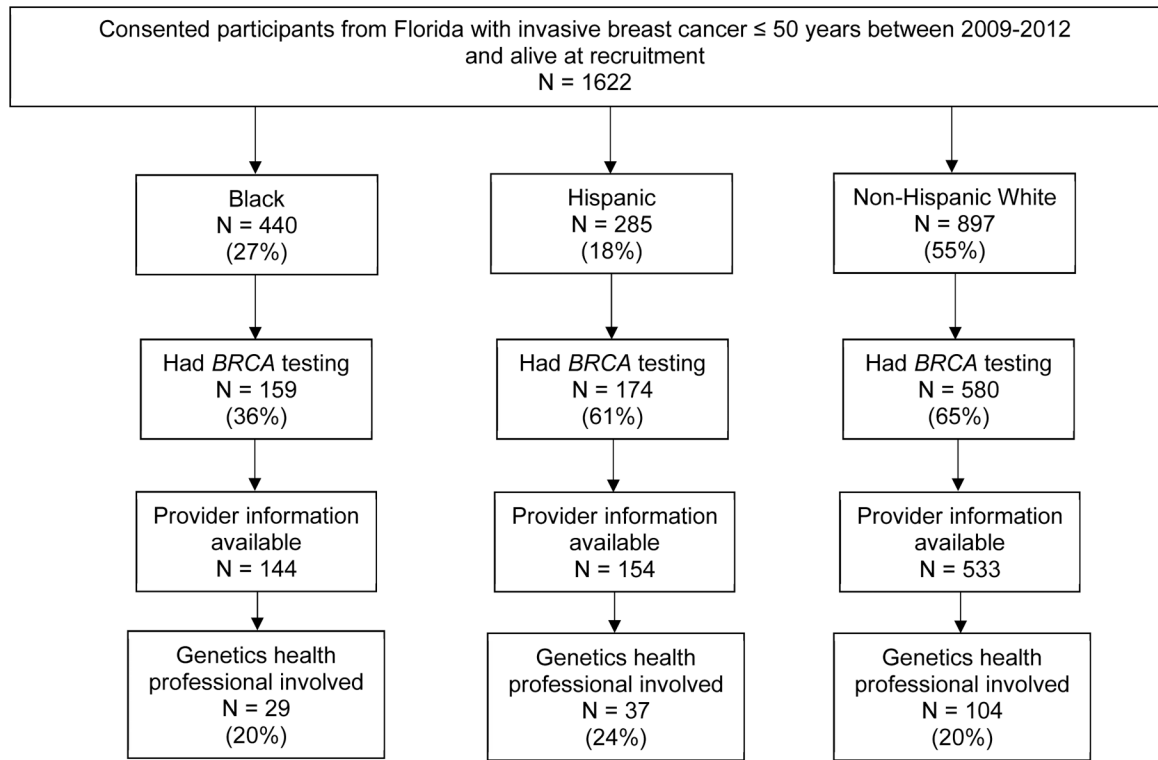 Consented participants from Florida with invasive breast cancer ≤ 50 years between 2009-2012
and alive at recruitment
N = 1622
Black
N = 440
(27%)
Hispanic
N = 285
(18%)
Non-Hispanic White
N = 897
(55%)
Had BRCA testing
N = 159
(36%)
Had BRCA testing
N = 174
(61%)
Had BRCA testing
N = 580
(65%)
Provider information
available
N = 144
Provider information
available
N = 154
Provider information
available
N = 533
Genetics health
professional involved
N = 29
(20%)
Genetics health
professional involved
N = 37
(24%)
Genetics health
professional involved
N = 104
(20%)